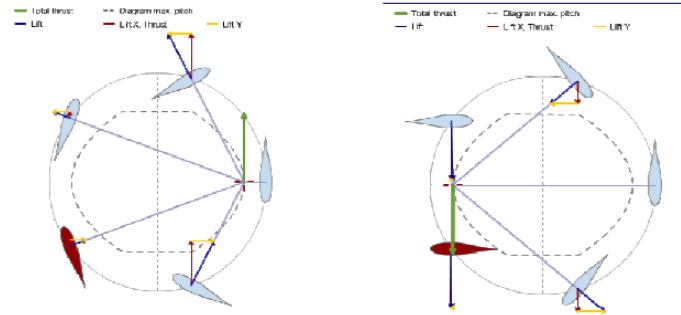 Total thrust
Diagram max. pitch
Lift
Lift X, Thrust
Lift Y
Total thrust
Diagram max. pitch
Lift
Lift X, Thrust
Lift Y